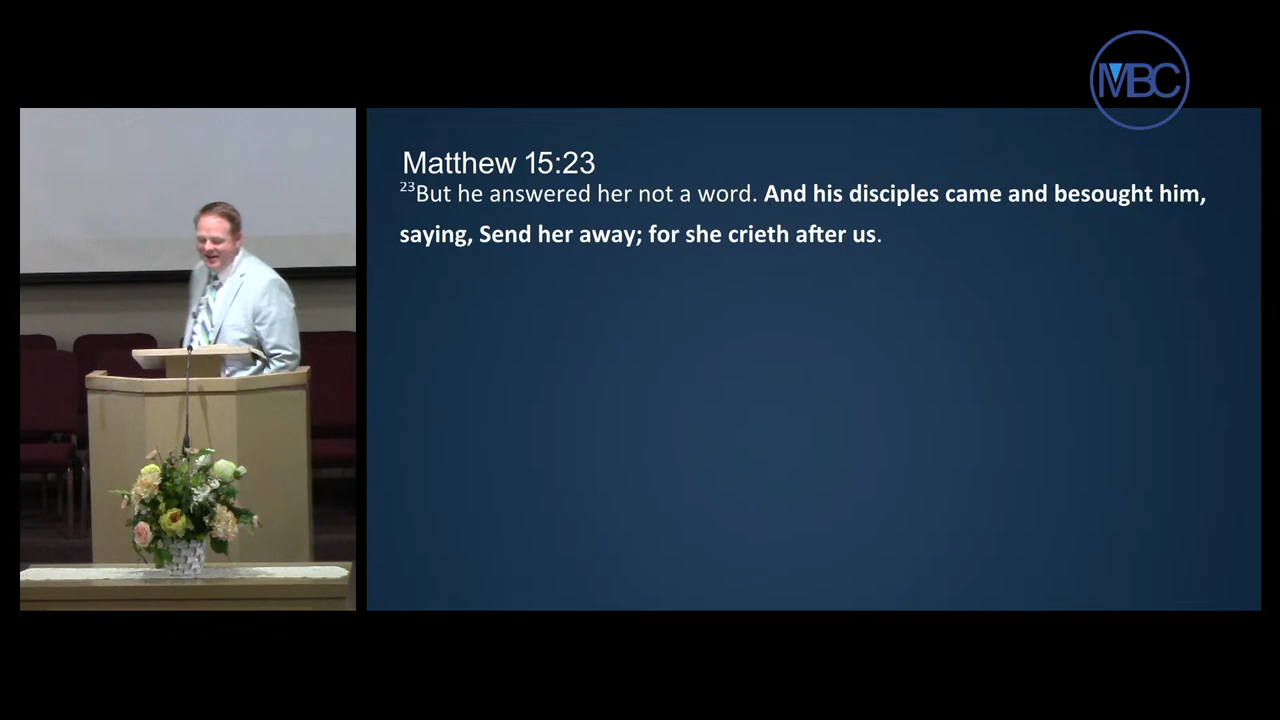 MBC
Matthew 15:23
23But he answered her not a word. And his disciples came and besought him,
saying, Send her away; for she crieth after us.